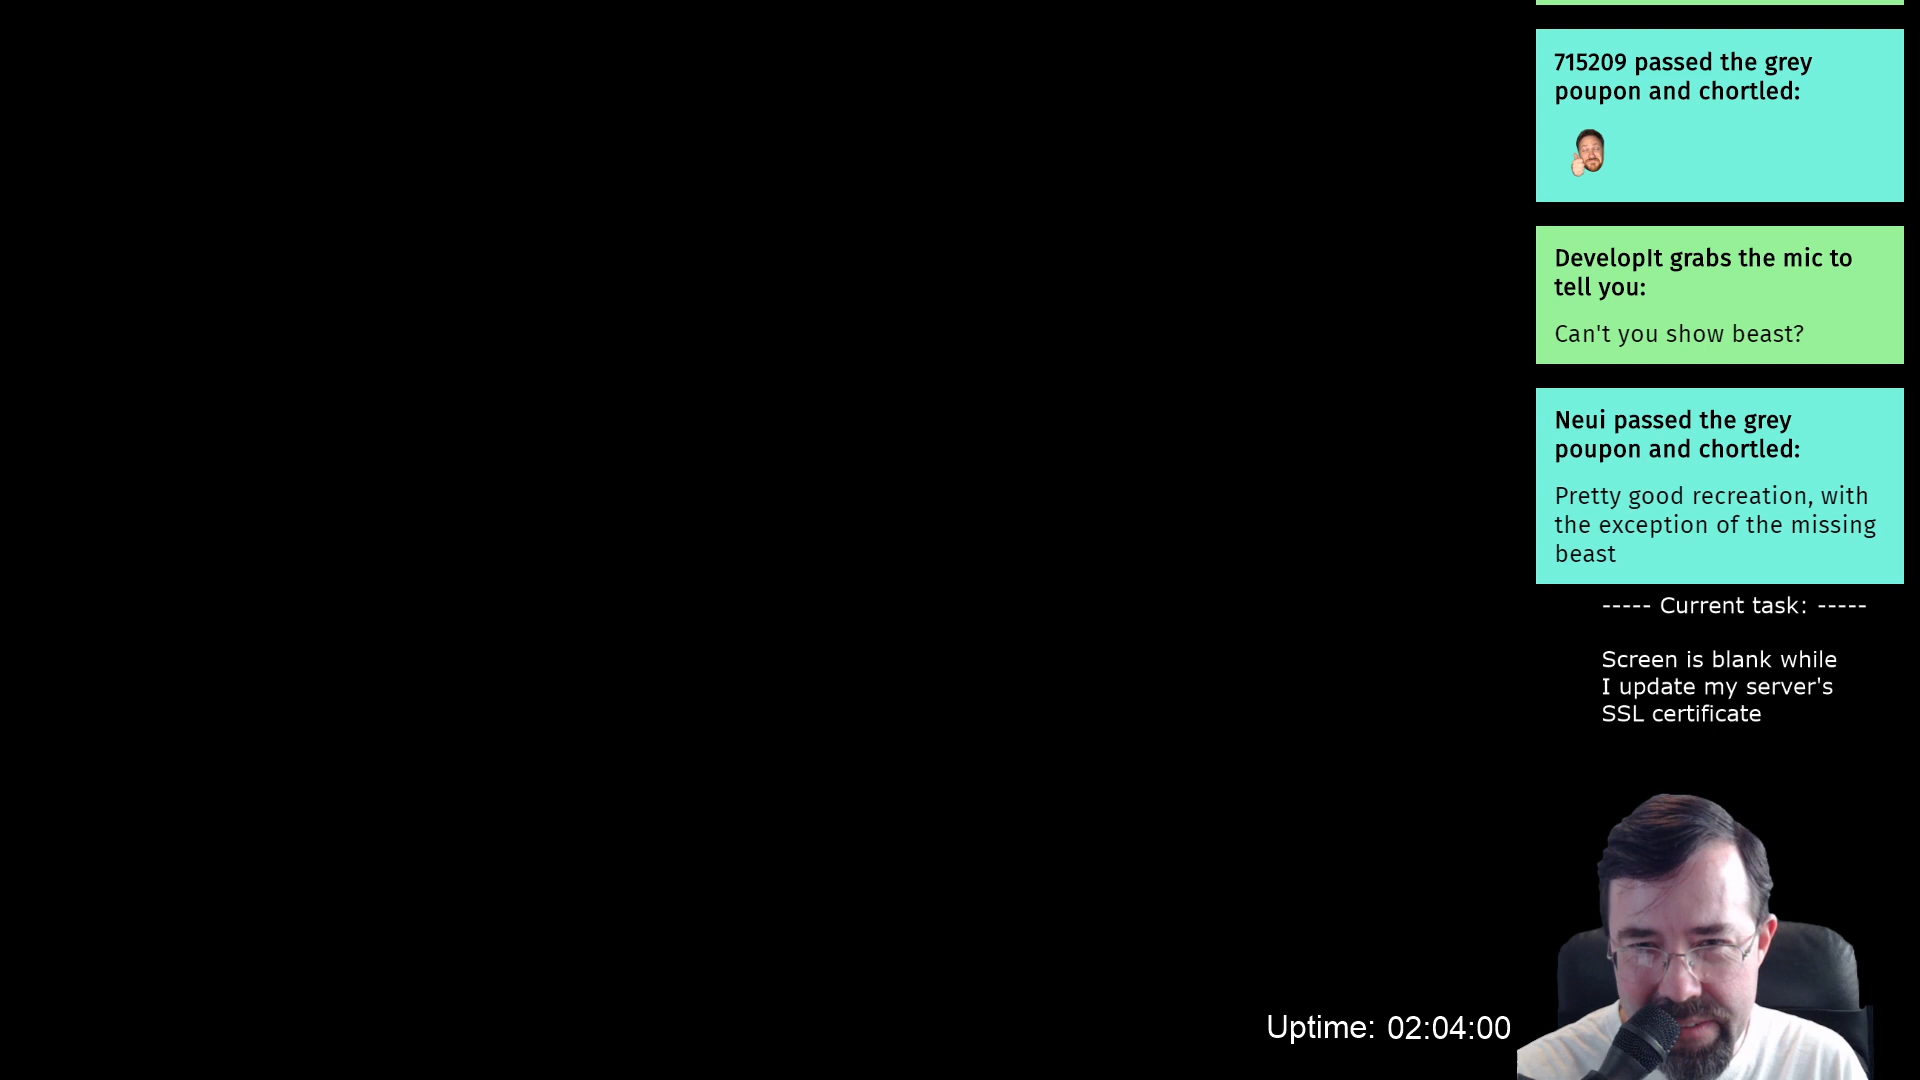 715209 passed the grey
poupon and chortled:
DevelopIt grabs the mic to
tell you:
Can't you show beast?
Neui passed the grey
poupon and chortled:
Pretty good recreation, with
the exception of the missing
beast
----- Current task: -----
Screen is blank while
I update my server's
SSL certificate
Uptime: 02:04:00